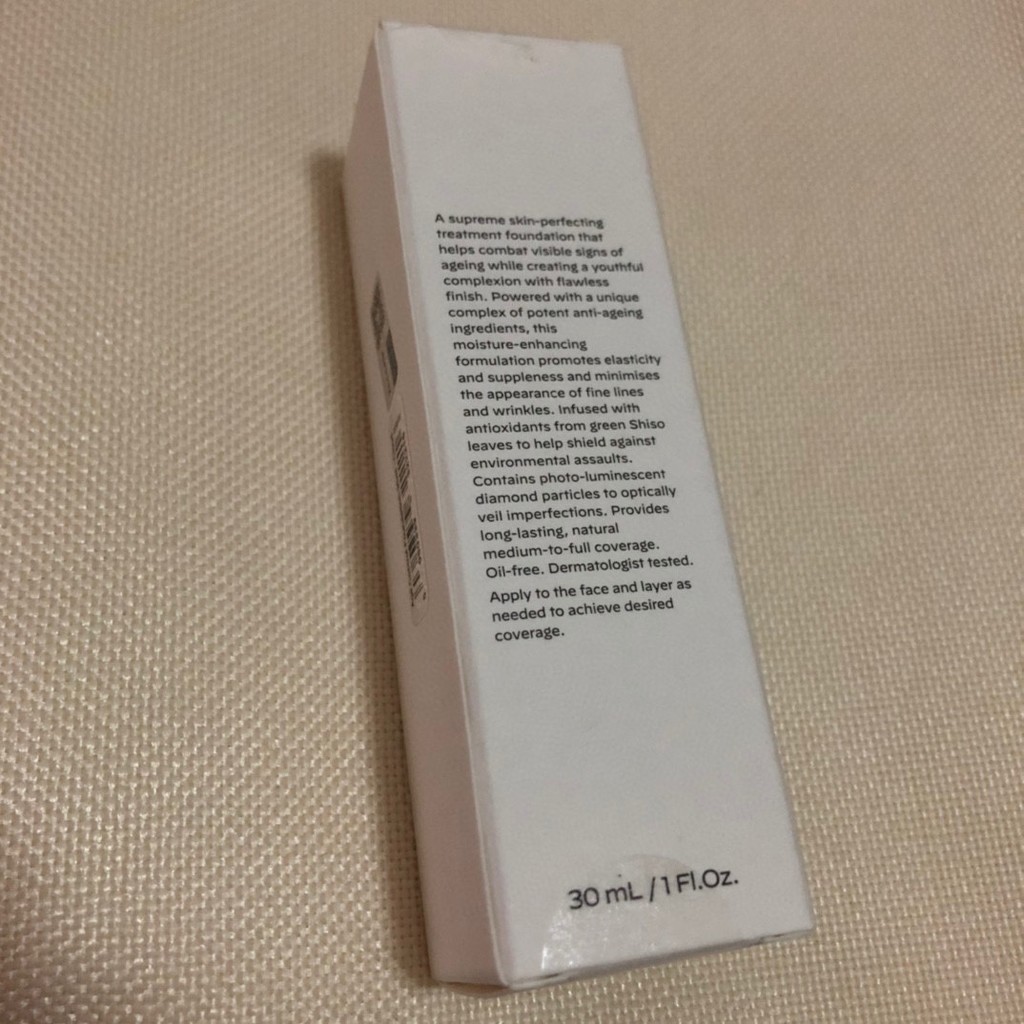 A supreme skin-perfecting
treatment foundation that
helps combat visible signs of
ageing while creating a youthful
complexion with flawless
finish. Powered with a unique
complex of potent anti-ageing
ingredients, this
moisture-enhancing
formulation promotes elasticity
and suppleness and minimises
the appearance of fine lines
and wrinkles. Infused with
antioxidants from green Shiso
leaves to help shield against
environmental assaults.
Contains photo-luminescent
diamond particles to optically
veil imperfections. Provides
long-lasting, natural
medium-to-full coverage.
Oil-free. Dermatologist tested.
Apply to the face and layer as
needed to achieve desired
coverage.
30 mL / 1 Fl.Oz.